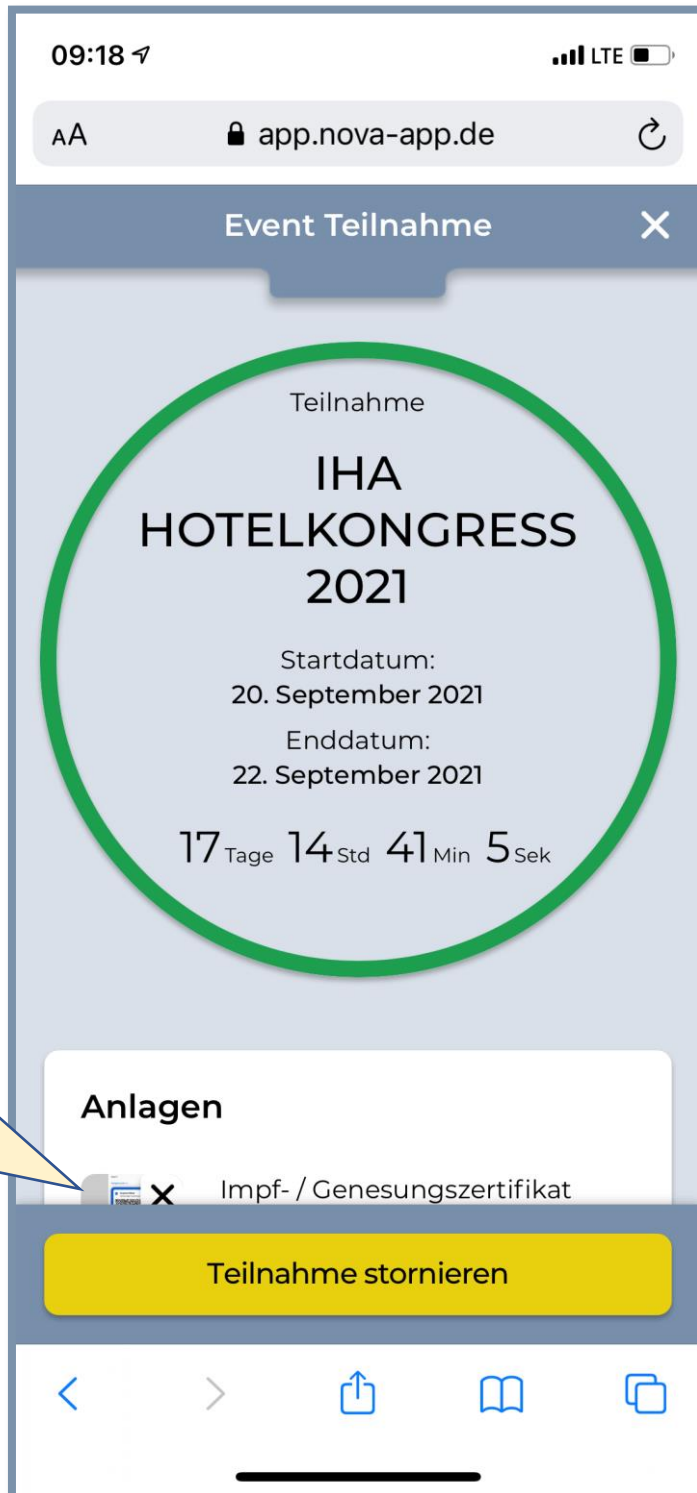 09:18
LTE
AA
app.nova-app.de
Event Teilnahme
Teilnahme
IHA
HOTELKONGRESS
2021
Startdatum:
20. September 2021
Enddatum:
22. September 2021
17 Tage 14 Std 41 Min 5 Sek
Anlagen
Impf- / Genesungszertifikat
Teilnahme stornieren